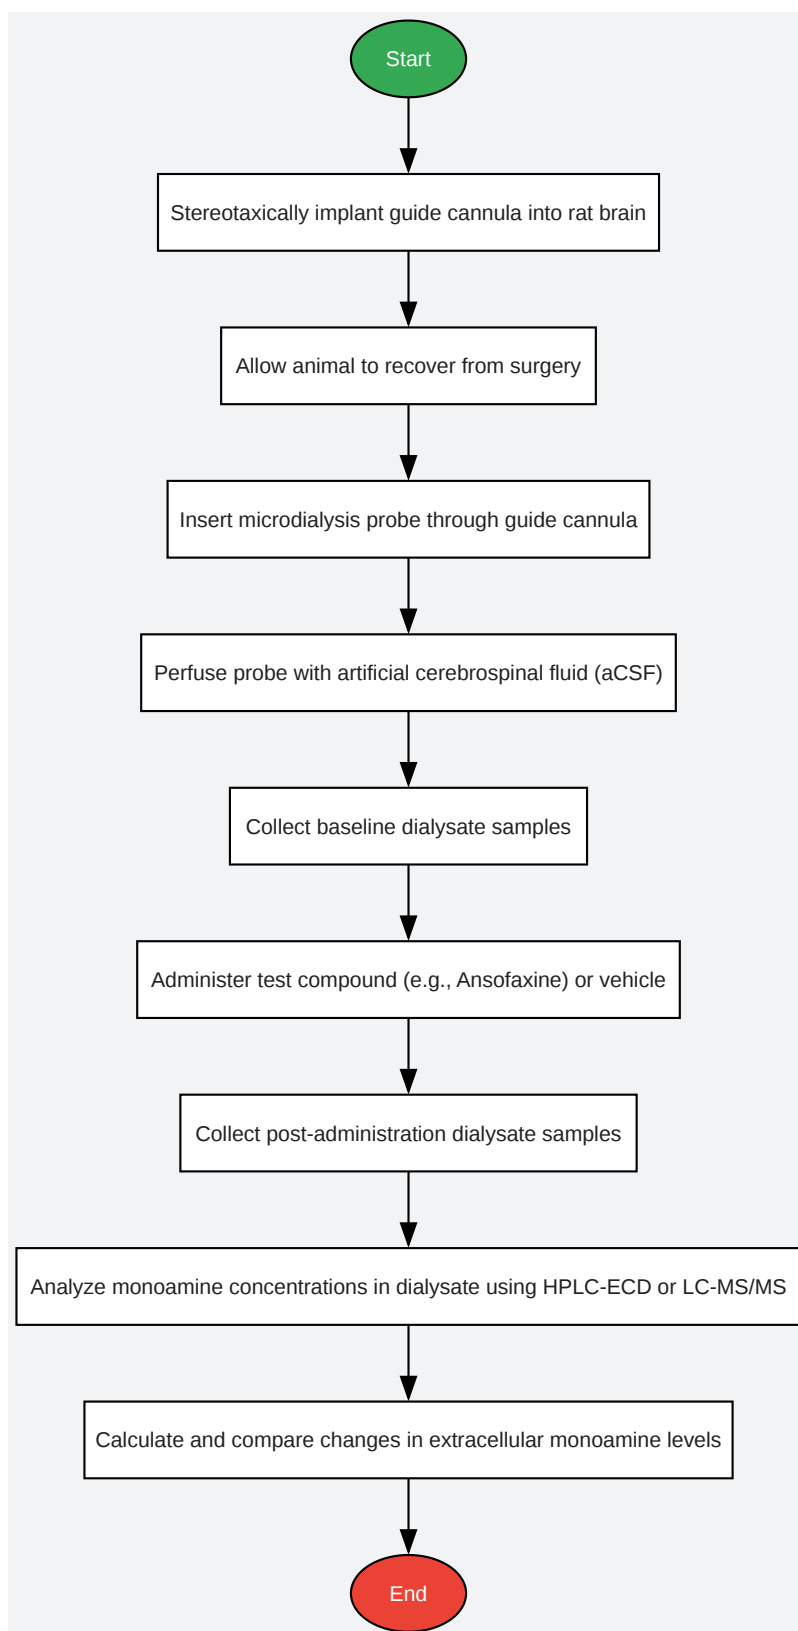 Start
Stereotaxically implant guide cannula into rat brain
Allow animal to recover from surgery
Insert microdialysis probe through guide cannula
Perfuse probe with artificial cerebrospinal fluid (aCSF)
Collect baseline dialysate samples
Administer test compound (e.g., Ansofaxine) or vehicle
Collect post-administration dialysate samples
Analyze monoamine concentrations in dialysate using HPLC-ECD or LC-MS/MS
Calculate and compare changes in extracellular monoamine levels
End